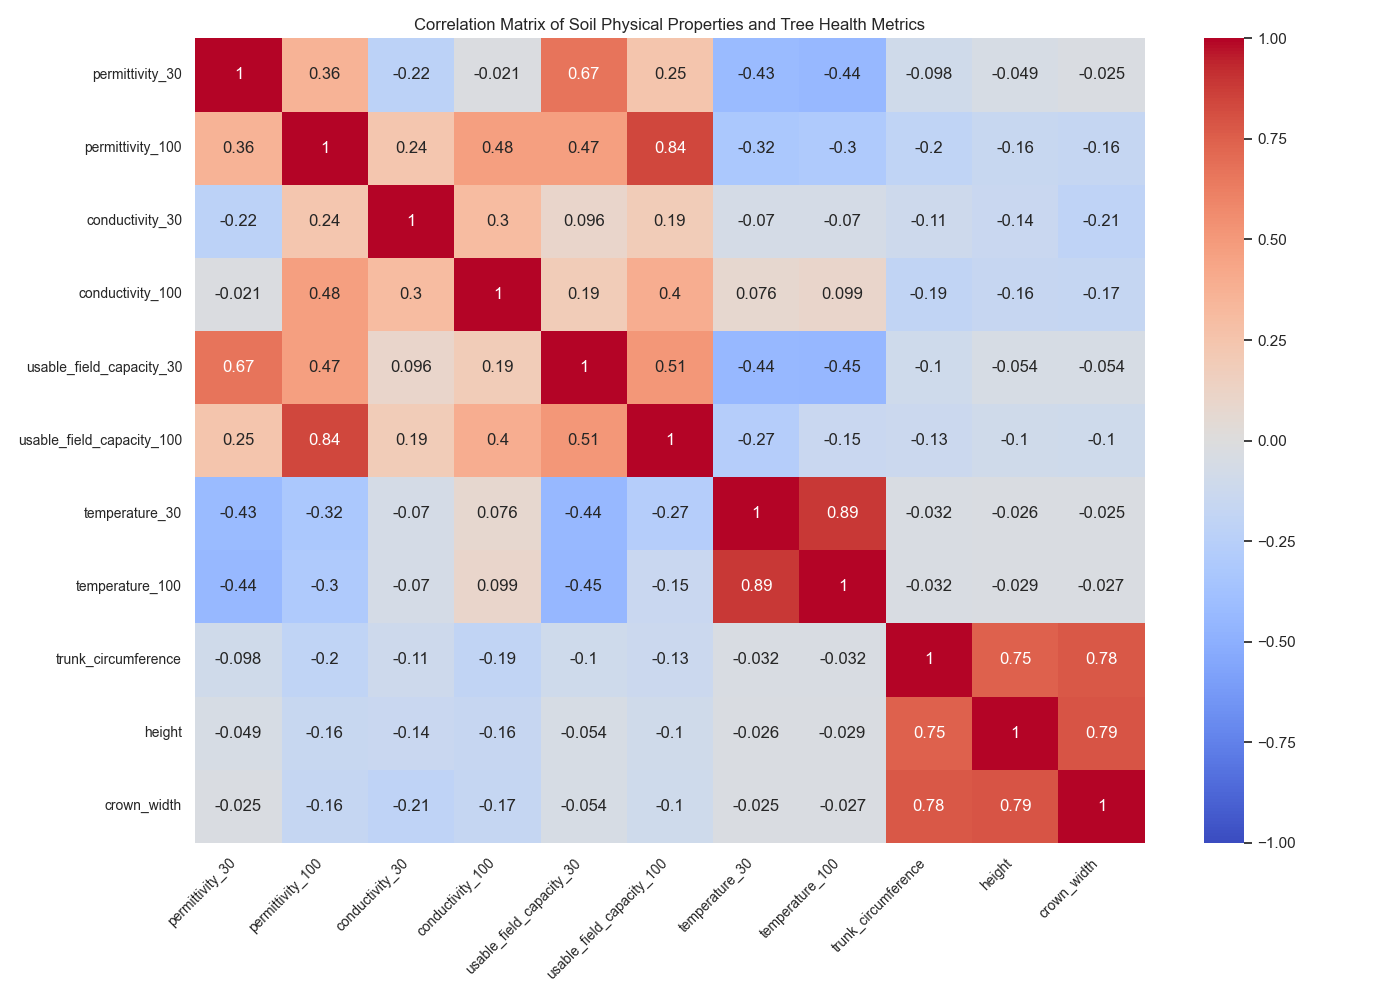 Correlation Matrix of Soil Physical Properties and Tree Health Metrics
permittivity_30 1 0.36 -0.22 -0.021 0.67 0.25 -0.43 -0.44 -0.098 -0.049 -0.025
permittivity_100 0.36 1 0.24 0.48 0.47 0.84 -0.32 -0.3 -0.2 -0.16 -0.16
conductivity_30 -0.22 0.24 1 0.3 0.096 0.19 -0.07 -0.07 -0.11 -0.14 -0.21
conductivity_100 -0.021 0.48 0.3 1 0.19 0.4 0.076 0.099 -0.19 -0.16 -0.17
usable_field_capacity_30 0.67 0.47 0.096 0.19 1 0.51 -0.44 -0.45 -0.1 -0.054 -0.054
usable_field_capacity_100 0.25 0.84 0.19 0.4 0.51 1 -0.27 -0.15 -0.13 -0.1 -0.1
temperature_30 -0.43 -0.32 -0.07 0.076 -0.44 -0.27 1 0.89 -0.032 -0.026 -0.025
temperature_100 -0.44 -0.3 -0.07 0.099 -0.45 -0.15 0.89 1 -0.032 -0.029 -0.027
trunk_circumference -0.098 -0.2 -0.11 -0.19 -0.1 -0.13 -0.032 -0.032 1 0.75 0.78
height -0.049 -0.16 -0.14 -0.16 -0.054 -0.1 -0.026 -0.029 0.75 1 0.79
crown_width -0.025 -0.16 -0.21 -0.17 -0.054 -0.1 -0.025 -0.027 0.78 0.79 1
permittivity_30
permittivity_100
conductivity_30
conductivity_100
usable_field_capacity_30
usable_field_capacity_100
temperature_30
temperature_100
trunk_circumference
height
crown_width
1.00
0.75
0.50
0.25
0.00
−0.25
−0.50
−0.75
−1.00